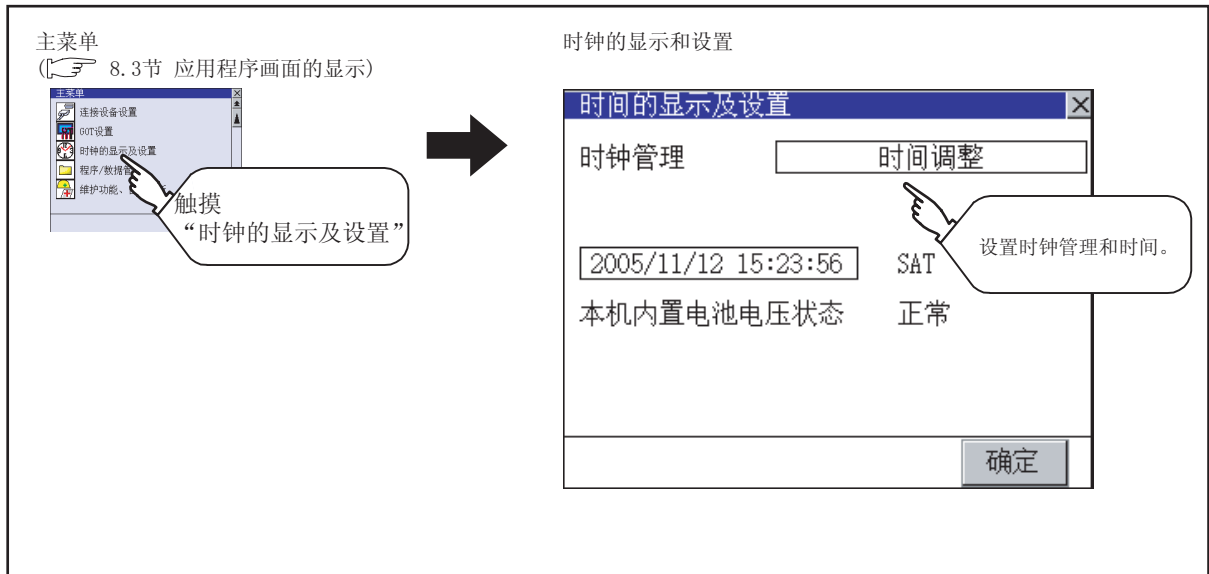 主菜单
(☞ 8.3节 应用程序画面的显示)
主菜单
连接设备设置
GOT设置
时钟的显示及设置
程序/数据管
维护功能、
触摸
“时钟的显示及设置”
时钟的显示和设置
时间的显示及设置
时钟管理 时间调整
设置时钟管理和时间。
2005/11/12 15:23:56 SAT
本机内置电池电压状态 正常
确定